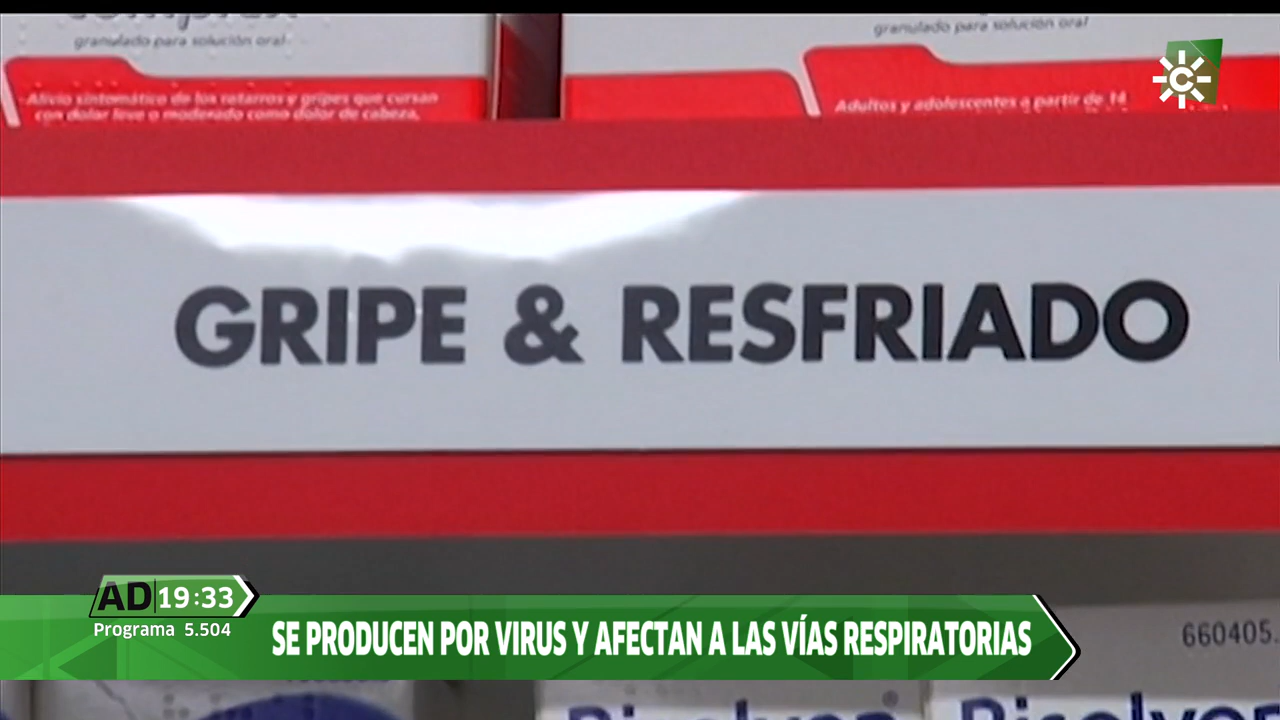 granulado para solución oral
granulado para solución oral
Alivio sintomático de los catarros y gripes que cursan
con dolor leve o moderado como dolor de cabeza,
Adultos y adolescentes a partir de 14
GRIPE & RESFRIADO
AD 19:33
Programa 5.504
SE PRODUCEN POR VIRUS Y AFECTAN A LAS VÍAS RESPIRATORIAS
660405.